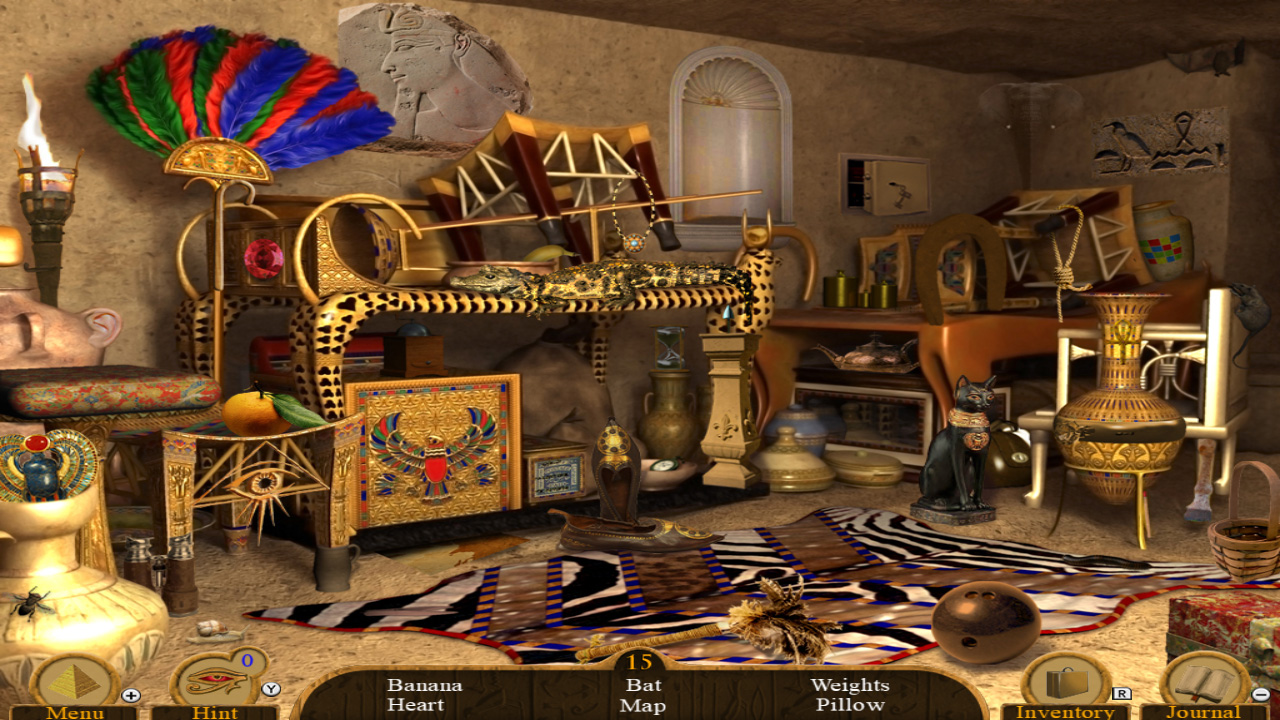 0
15
Banana Bat Weights
Heart Map Pillow
+ Y R −
Menu Hint Inventory Journal